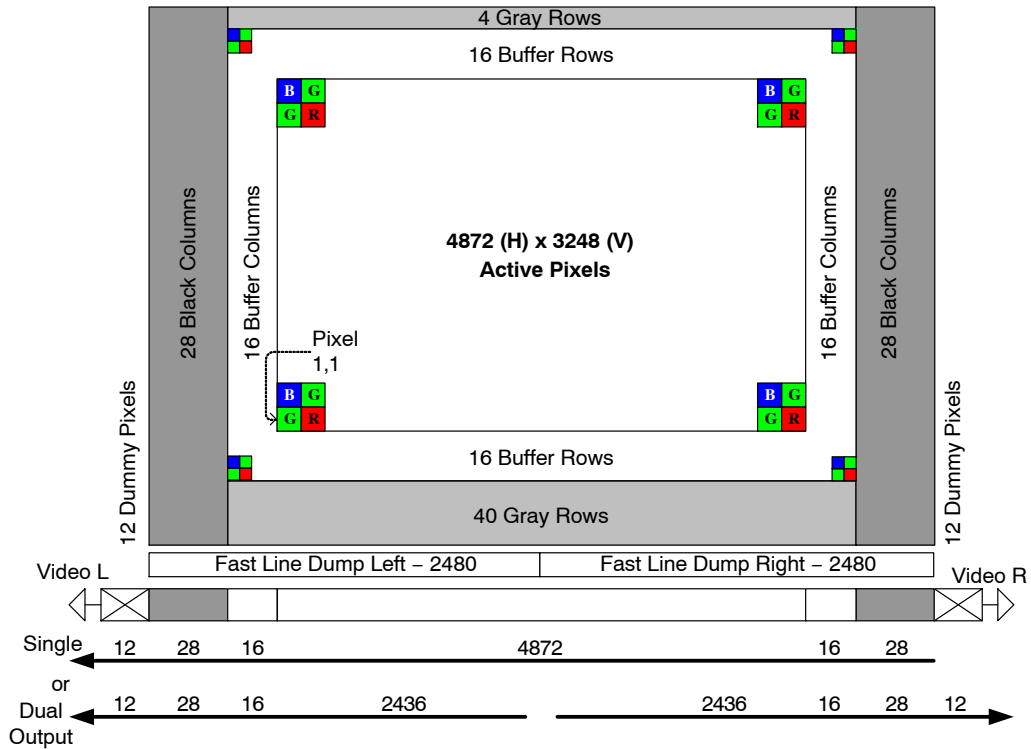 4 Gray Rows
16 Buffer Rows
B G
G R
B G
G R
28 Black Columns
16 Buffer Columns
4872 (H) x 3248 (V)
Active Pixels
16 Buffer Columns
28 Black Columns
Pixel
1,1
B G
G R
B G
G R
12 Dummy Pixels
16 Buffer Rows
12 Dummy Pixels
40 Gray Rows
Fast Line Dump Left – 2480
Fast Line Dump Right – 2480
Video L
Video R
Single 12 28 16 4872 16 28
or
Dual 12 28 16 2436 2436 16 28 12
Output